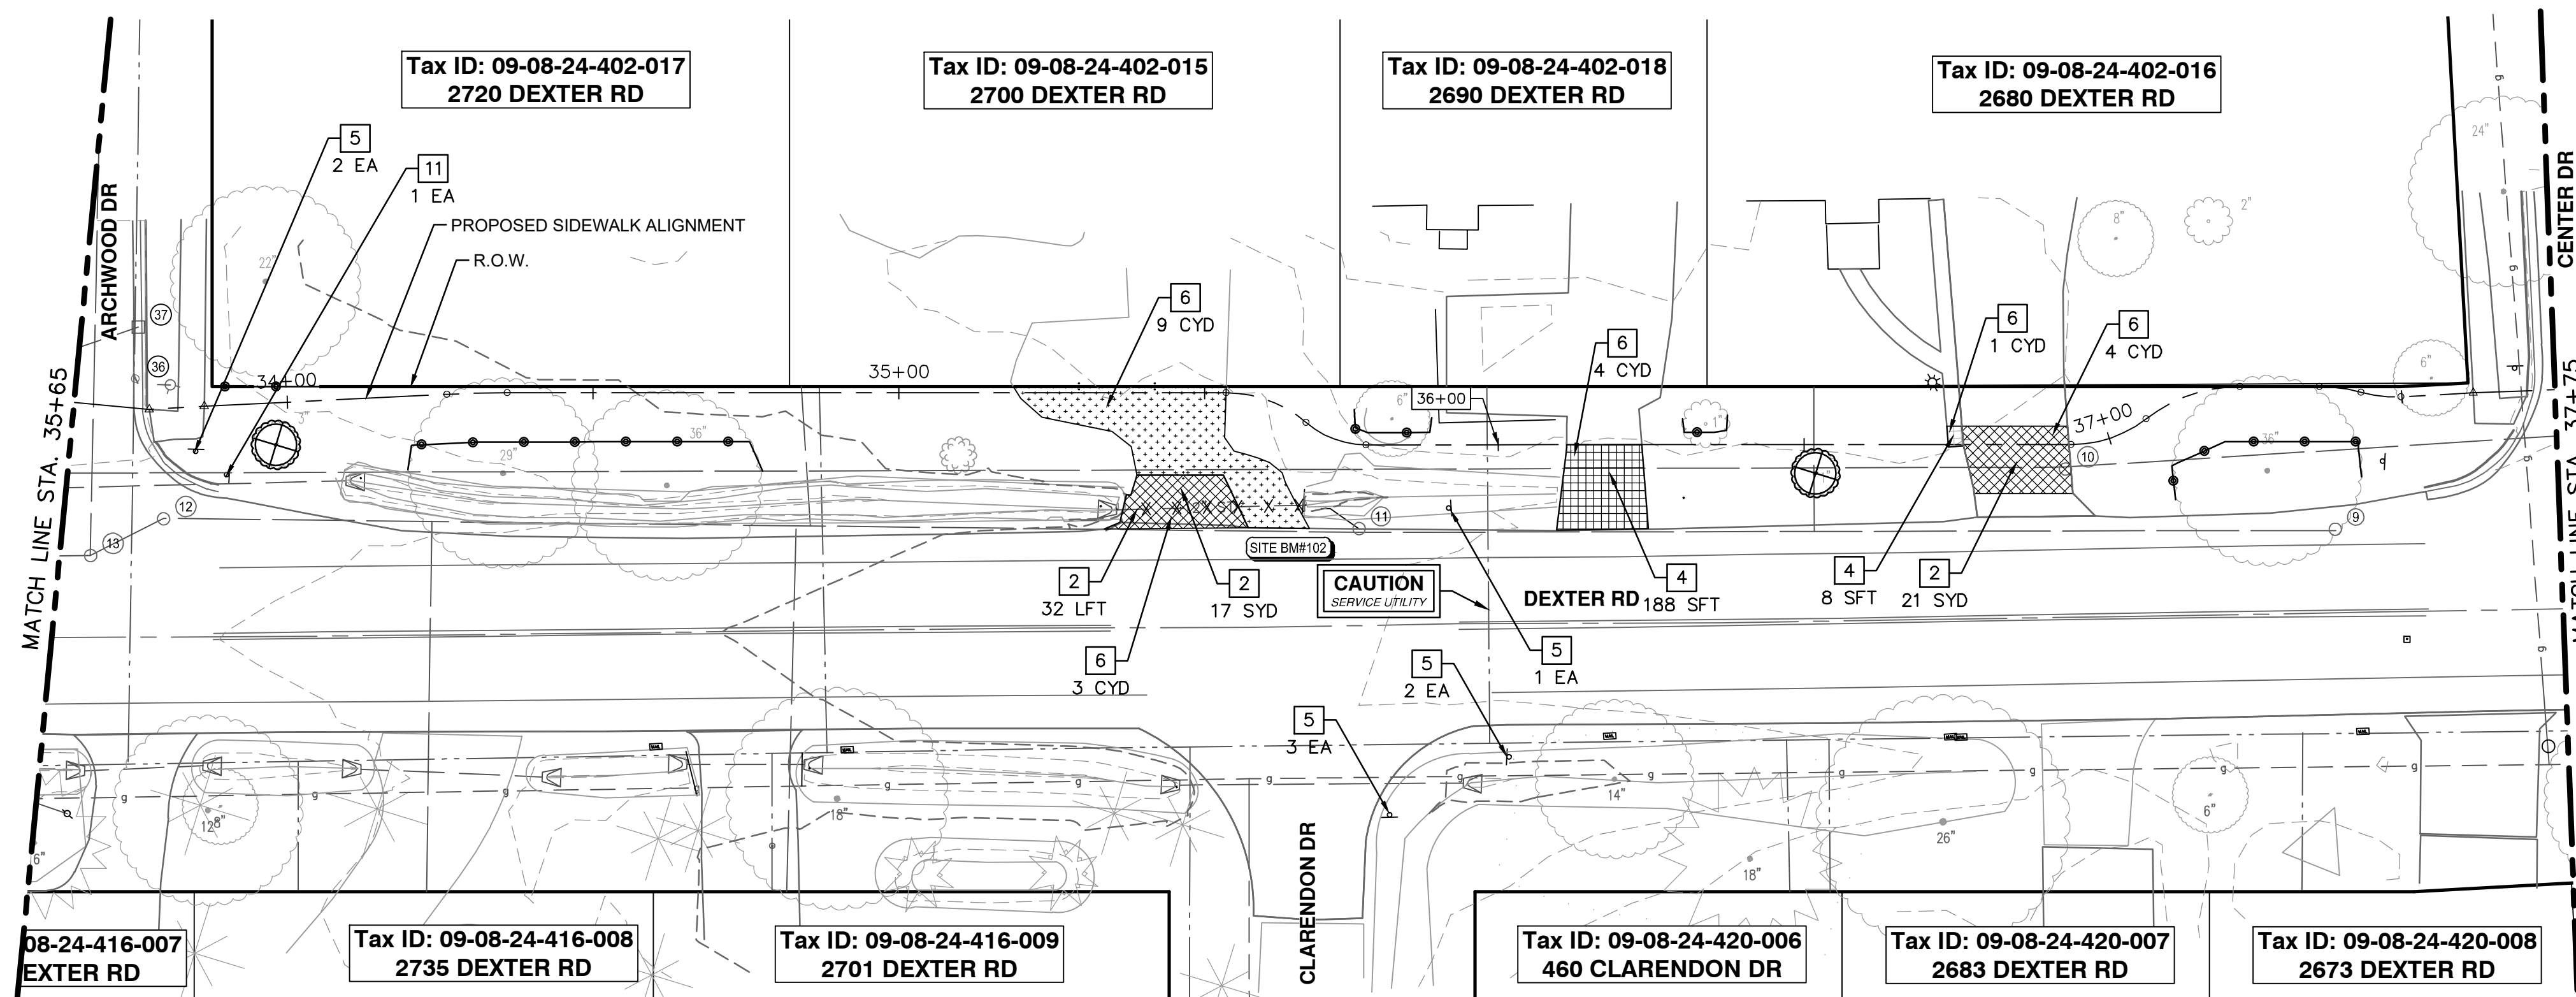 Tax ID: 09-08-24-402-017
2720 DEXTER RD
Tax ID: 09-08-24-402-015
2700 DEXTER RD
Tax ID: 09-08-24-402-018
2690 DEXTER RD
Tax ID: 09-08-24-402-016
2680 DEXTER RD
24"
5
2 EA
11
1 EA
PROPOSED SIDEWALK ALIGNMENT
R.O.W.
ARCHWOOD DR
CENTER DR
MATCH LINE STA. 35+65
MATCH LINE STA. 37+75
22"
8"
2"
37
36
6
9 CYD
6
4 CYD
6
1 CYD
6
4 CYD
6"
34+00
35+00
36+00
37+00
3"
29"
36"
6"
1"
36"
12
13
11
10
9
SITE BM#102
2
32 LFT
2
17 SYD
CAUTION
SERVICE UTILITY
DEXTER RD
4
188 SFT
4
8 SFT
2
21 SYD
6
3 CYD
5
1 EA
5
2 EA
5
3 EA
g
g
g
g
g
g
g
g
g
g
g
g
g
g
12"
8"
18"
14"
18"
26"
6"
6"
CLARENDON DR
08-24-416-007
EXTER RD
Tax ID: 09-08-24-416-008
2735 DEXTER RD
Tax ID: 09-08-24-416-009
2701 DEXTER RD
Tax ID: 09-08-24-420-006
460 CLARENDON DR
Tax ID: 09-08-24-420-007
2683 DEXTER RD
Tax ID: 09-08-24-420-008
2673 DEXTER RD